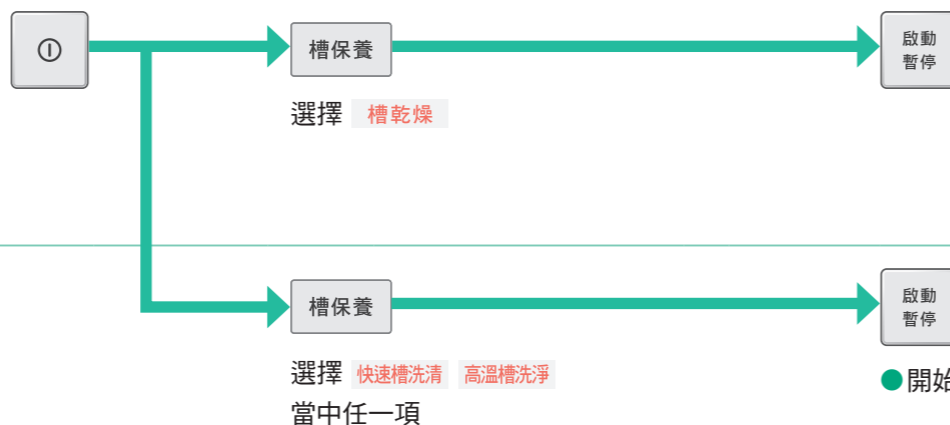 槽保養
啟動
暫停
選擇 槽乾燥
槽保養
啟動
暫停
選擇 快速槽洗清 高溫槽洗淨
當中任一項
●開始